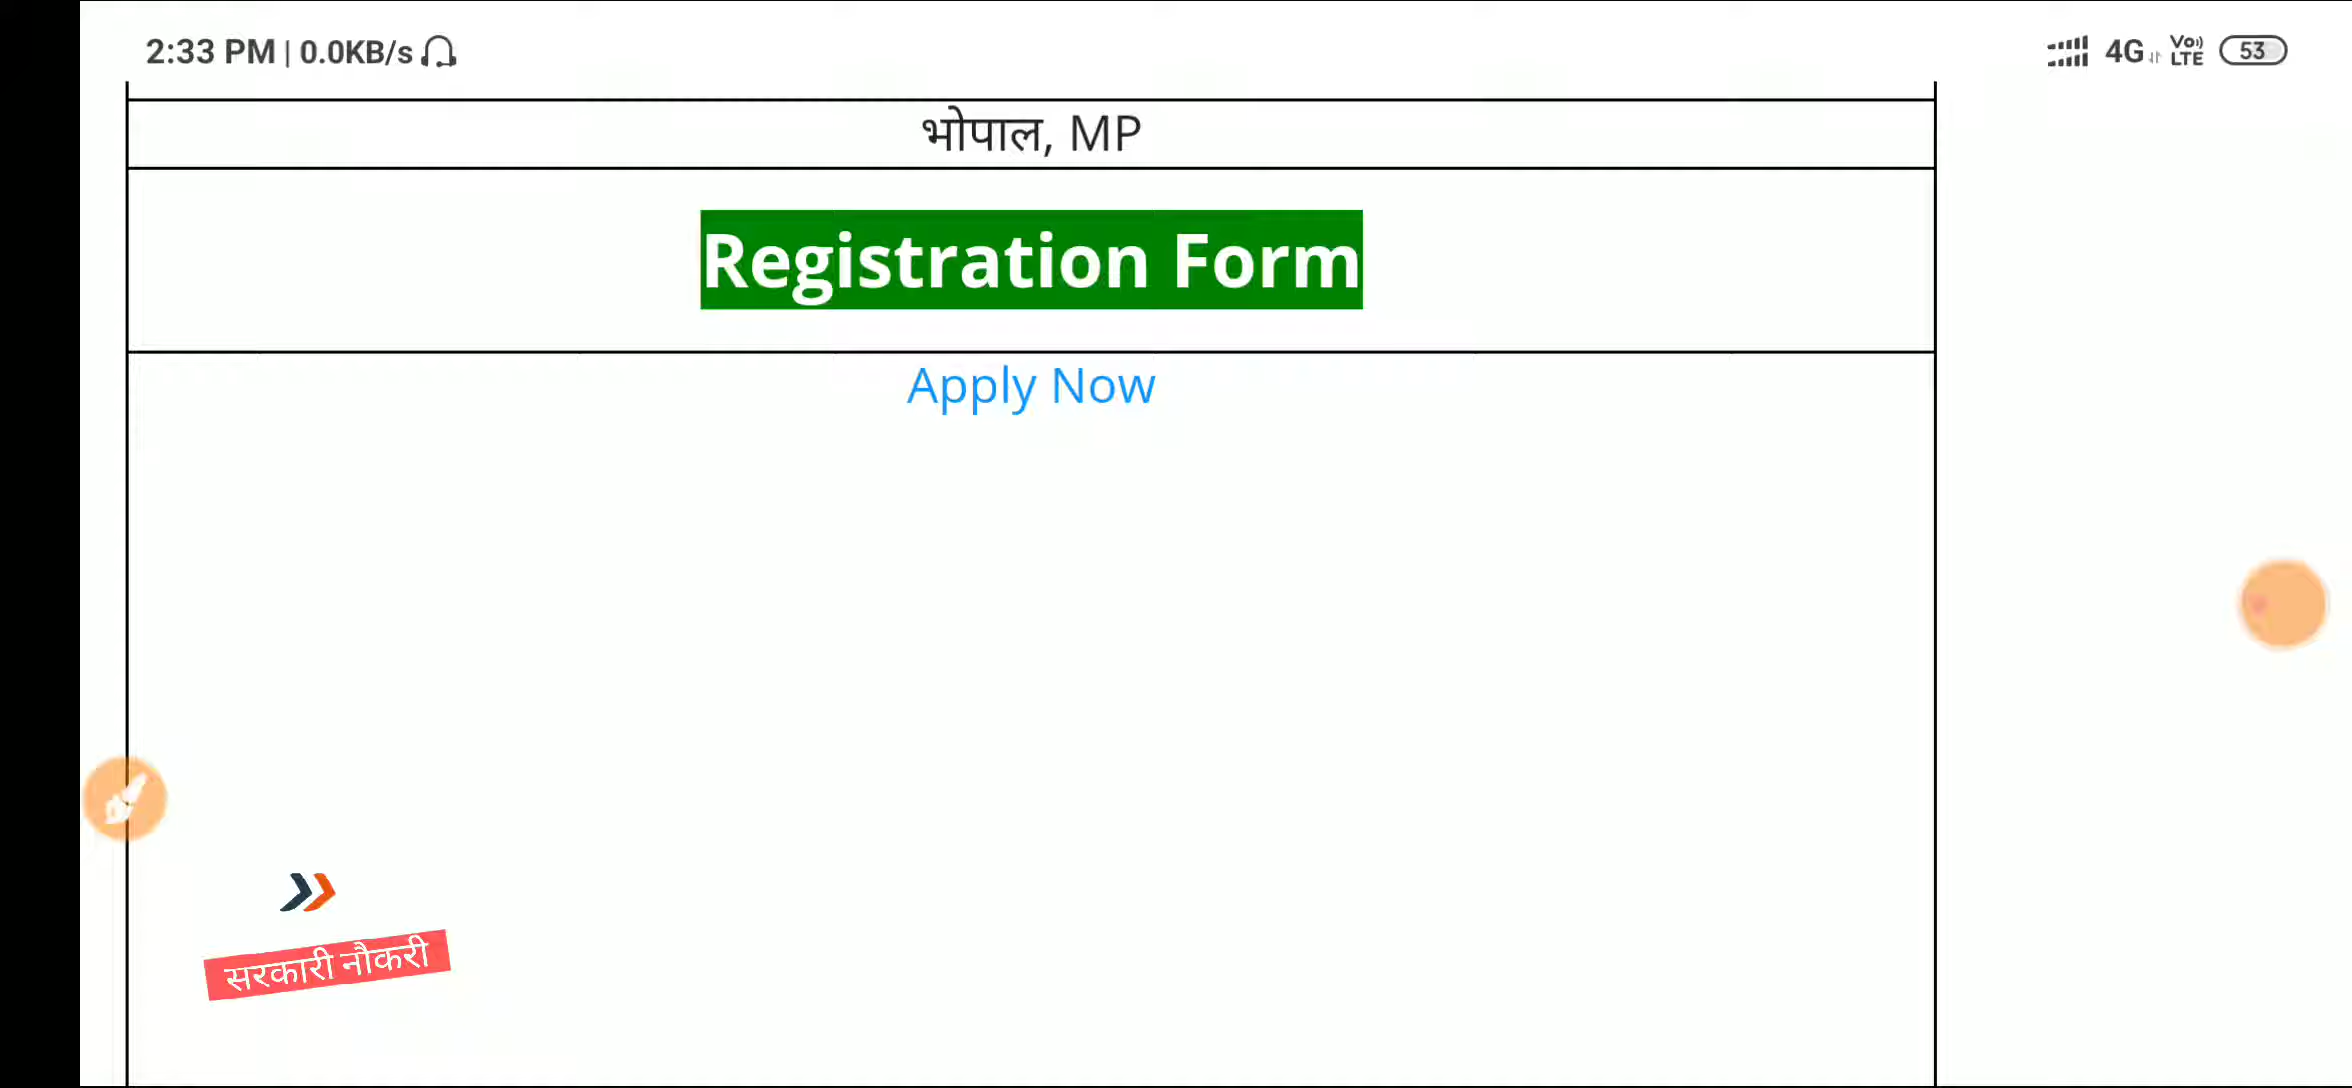 2:33 PM | 0.0KB/s 4G Vo) LTE 53
भोपाल, MP
Registration Form
Apply Now
सरकारी नौकरी